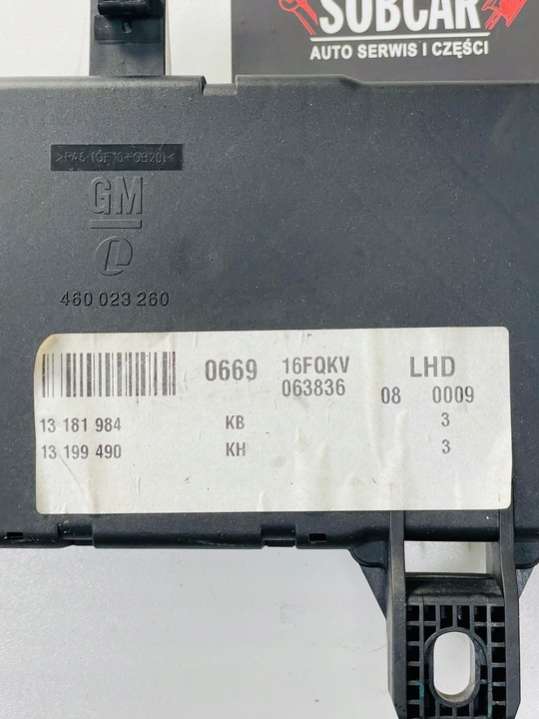 SUBCAR
AUTO SERWIS I CZĘŚCI
GM
460 023 260
0669 16FQKV LHD
063836 08 0009
13 181 984 KB 3
13 199 490 KH 3